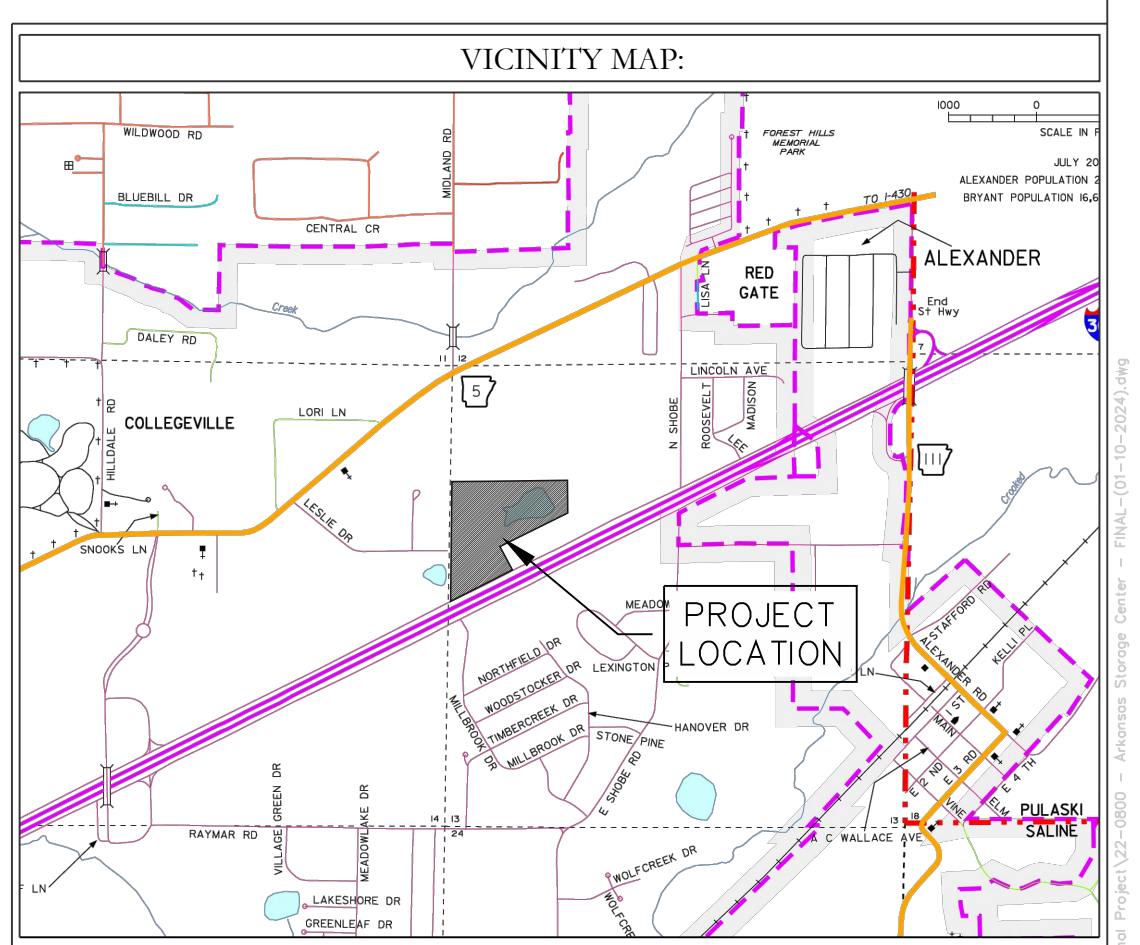 VICINITY MAP:
WILDWOOD RD
BLUEBILL DR
CENTRAL CR
MIDLAND RD
FOREST HILLS
MEMORIAL
PARK
1000
0
SCALE IN F
JULY 20
ALEXANDER POPULATION 2
BRYANT POPULATION 16,6
TO I-430
ALEXANDER
RED
GATE
LISA LN
End
St Hwy
3
Creek
DALEY RD
11
12
7
5
LINCOLN AVE
N SHOBE
ROOSEVELT
MADISON
LEE
LORI LN
COLLEGEVILLE
HILLDALE RD
111
Crooked
LESLIE DR
SNOOKS LN
PROJECT
LOCATION
MEADOW
LEXINGTON P
LN
STAFFORD RD
ALEXANDER RD
KELLI PL
NORTHFIELD DR
WOODSTOCKER DR
TIMBERCREEK DR
MILLBROOK DR
MILLBROOK DR
HANOVER DR
STONE PINE
E SHOBE RD
I ST
MAIN
E 2 ND
E 3 RD
E 4 TH
VINE
ELM
PULASKI
SALINE
14
13
24
13
18
A C WALLACE AVE
RAYMAR RD
VILLAGE GREEN DR
MEADOWLAKE DR
F LN
LAKESHORE DR
GREENLEAF DR
WOLFCREEK DR
WOLFCRE
nal Project\22-0800 - Arkansas Storage Center - FINAL-(01-10-2024).dwg